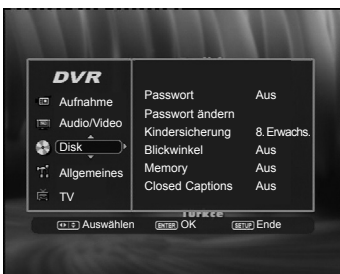 DVR
Aufnahme
Audio/Video
Disk
Allgemeines
TV
Passwort Aus
Passwort ändern
Kindersicherung 8. Erwachs.
Blickwinkel Aus
Memory Aus
Closed Captions Aus
Türkçe
Auswählen ENTER OK SETUP Ende